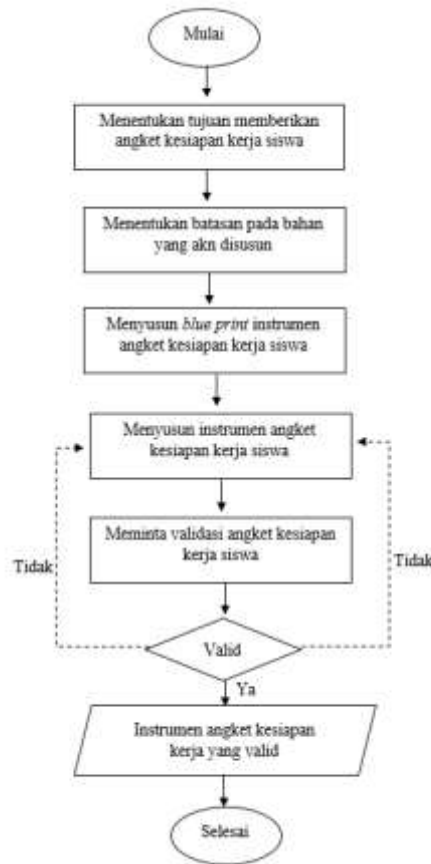 Mulai
Menentukan tujuan memberikan
angket kesiapan kerja siswa
Menentukan batasan pada bahan
yang akn disusun
Menyusun blue print instrumen
angket kesiapan kerja siswa
Menyusun instrumen angket
kesiapan kerja siswa
Meminta validasi angket kesiapan
kerja siswa
Tidak
Tidak
Valid
Ya
Instrumen angket kesiapan
kerja yang valid
Selesai